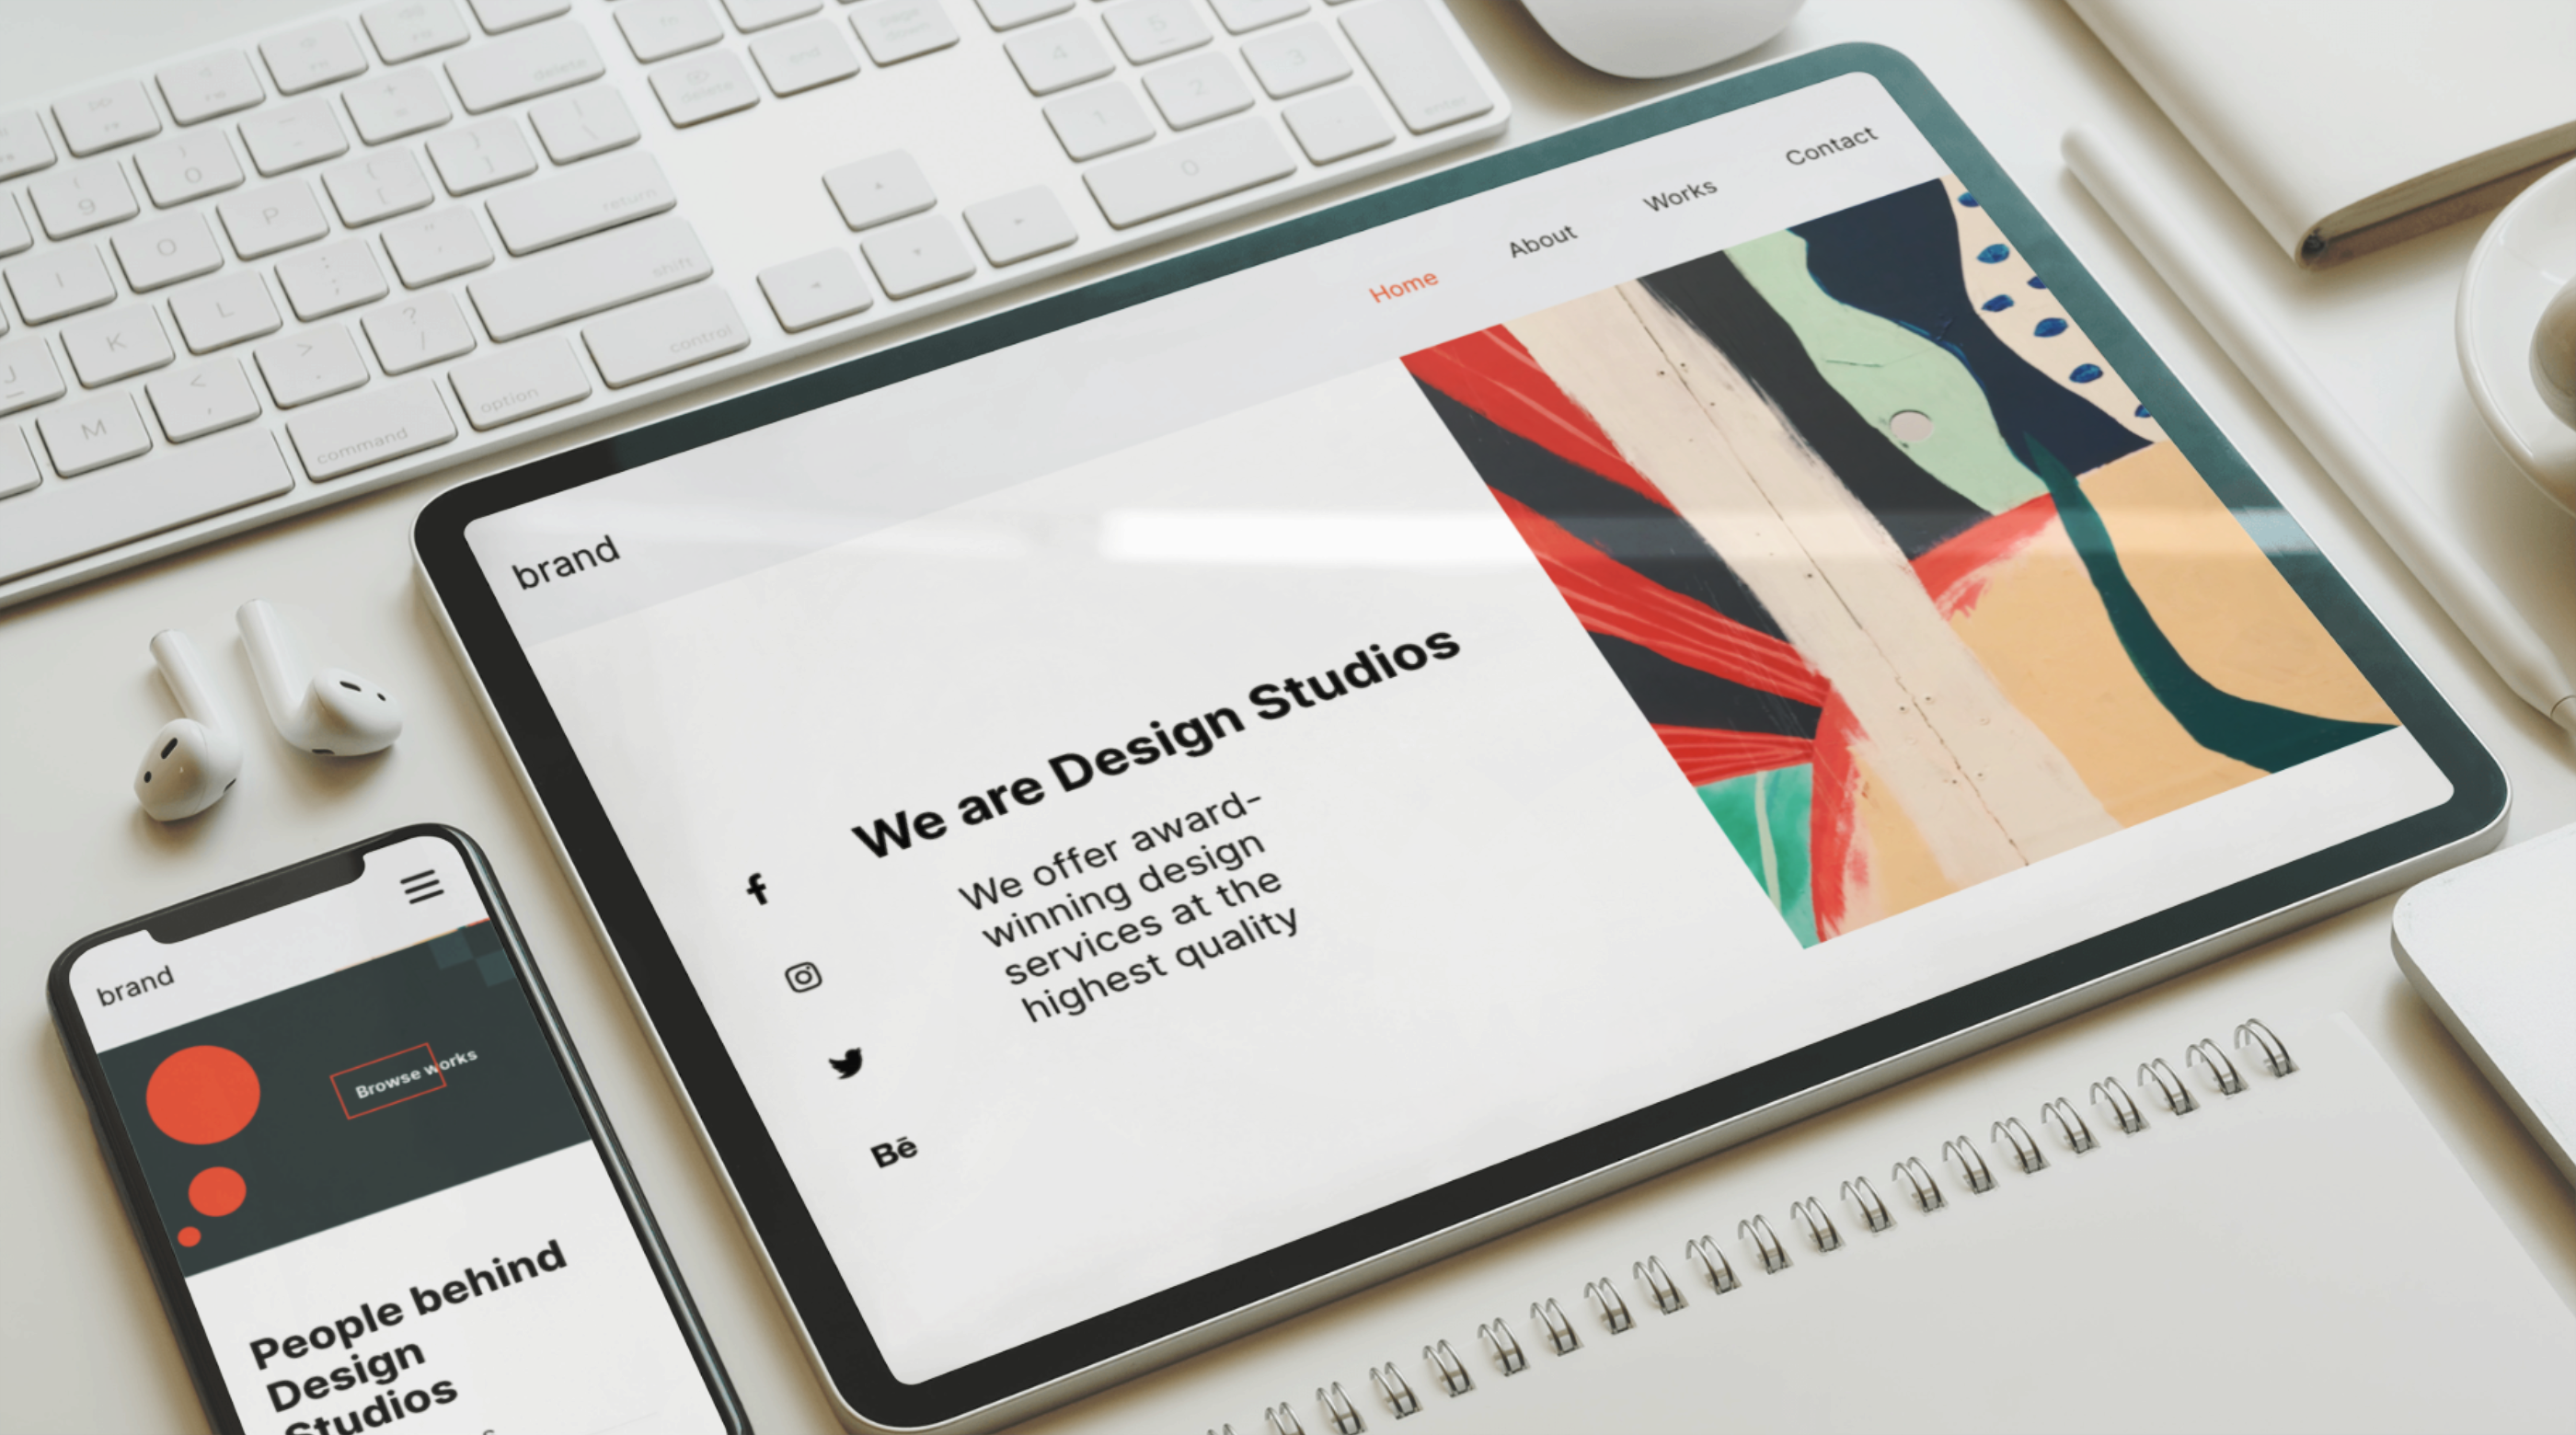 brand
Home
About
Works
Contact
We are Design Studios
We offer award-
winning design
services at the
highest quality
Bē
brand
Browse works
People behind
Design
Studios
delete
return
shift
control
option
command
delete
end
page
down
enter
9
0
I
O
P
J
K
L
M
4
6
1
2
3
0